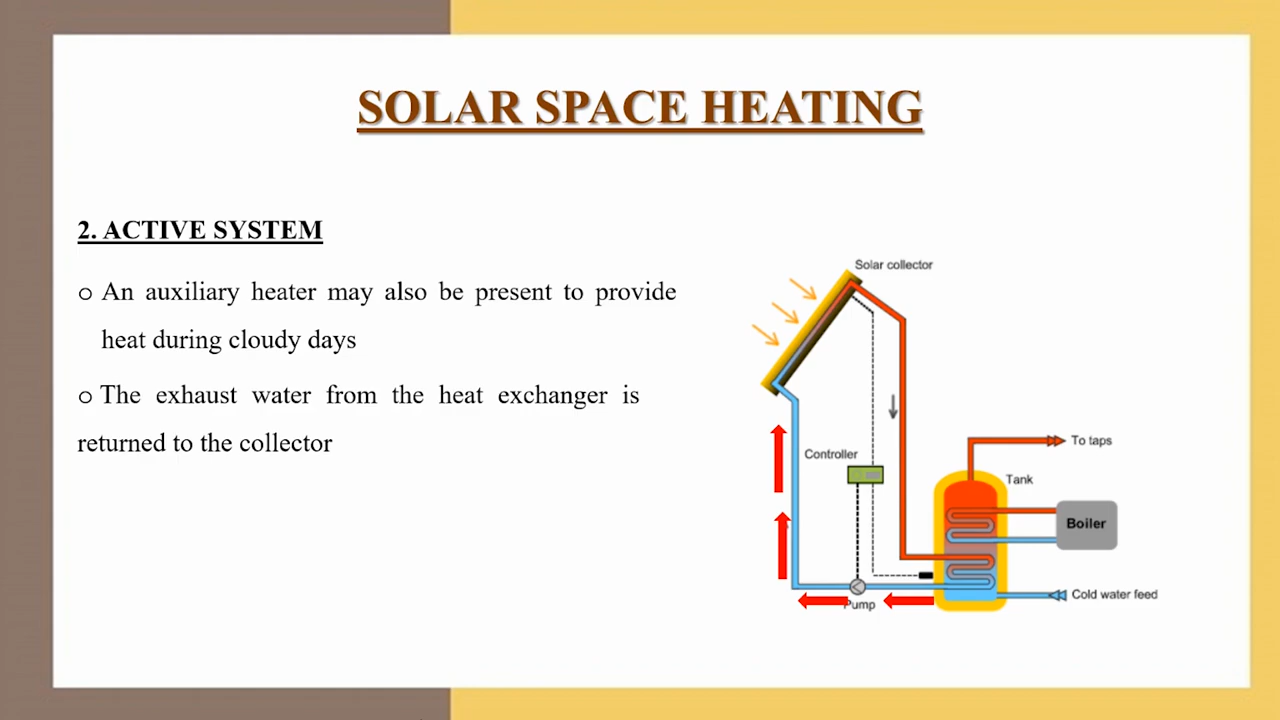 SOLAR SPACE HEATING
2. ACTIVE SYSTEM
o An auxiliary heater may also be present to provide
heat during cloudy days
o The exhaust water from the heat exchanger is
returned to the collector
Solar collector
Controller
To taps
Tank
Boiler
Cold water feed
Pump